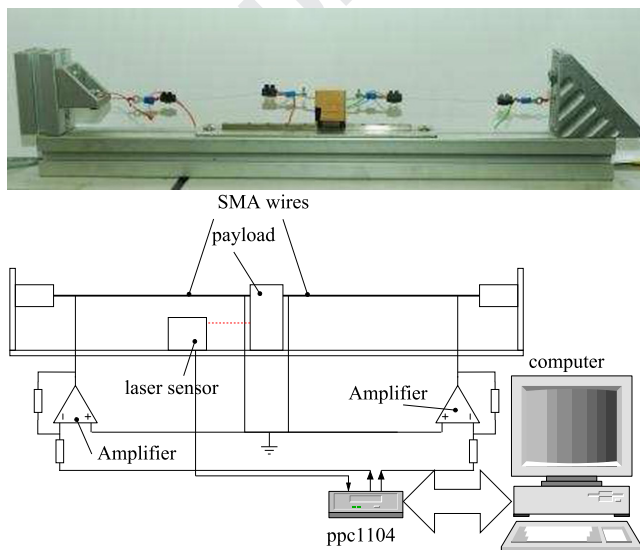 SMA wires
payload
laser sensor
computer
Amplifier
Amplifier
ppc1104